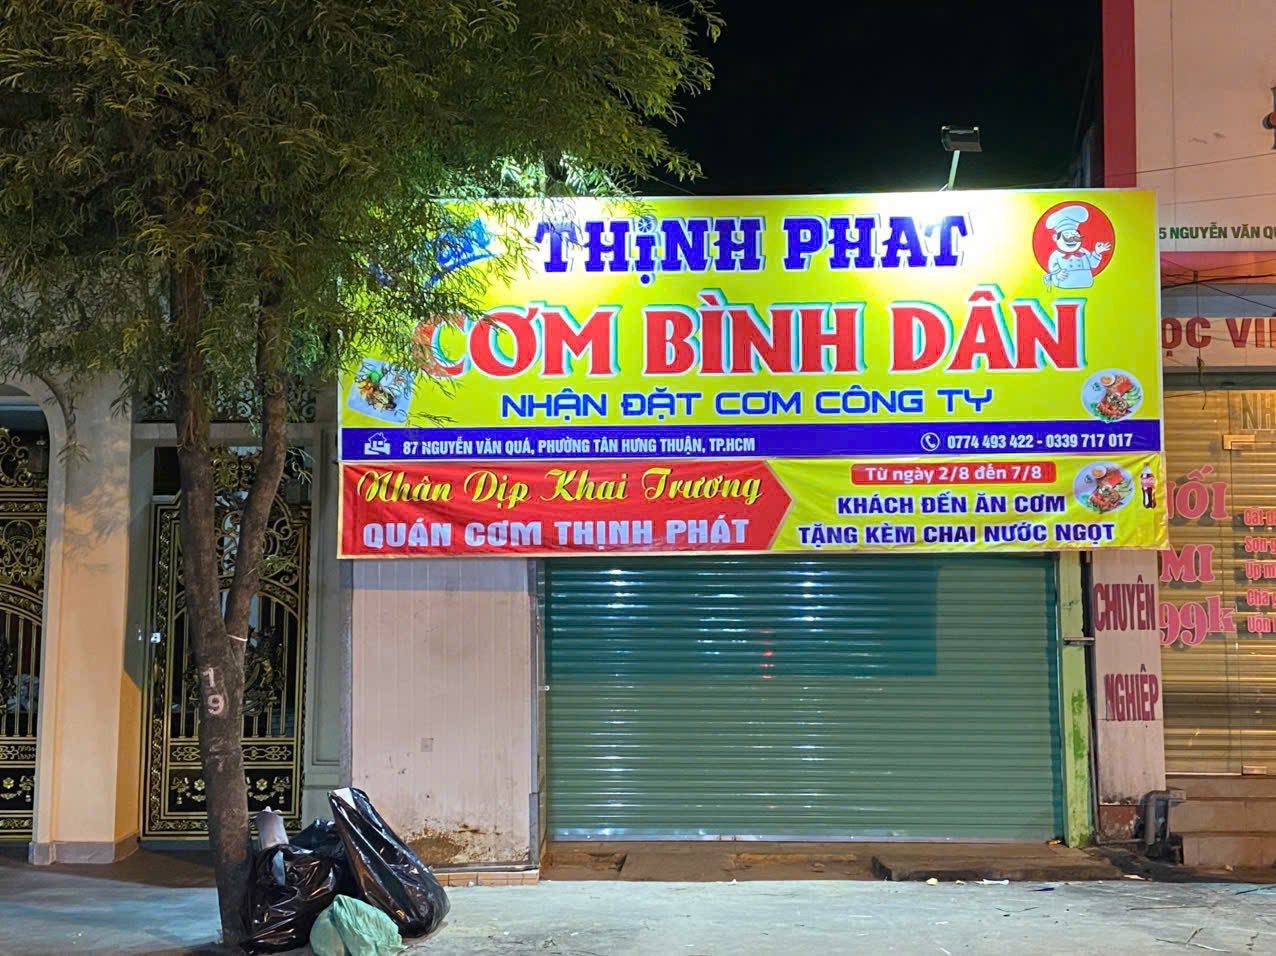 THỊNH PHAT
CƠM BÌNH DÂN
NHẬN ĐẶT CƠM CÔNG TY
87 NGUYỄN VĂN QUÁ, PHƯỜNG TÂN HƯNG THUẬN, TP.HCM
0774 493 422 - 0339 717 017
Nhân Dịp Khai Trương
QUÁN CƠM THỊNH PHÁT
Từ ngày 2/8 đến 7/8
KHÁCH ĐẾN ĂN CƠM
TẶNG KÈM CHAI NƯỚC NGỌT
5 NGUYỄN VĂN
CHUYÊN
NGHIỆP
MI
99k
19